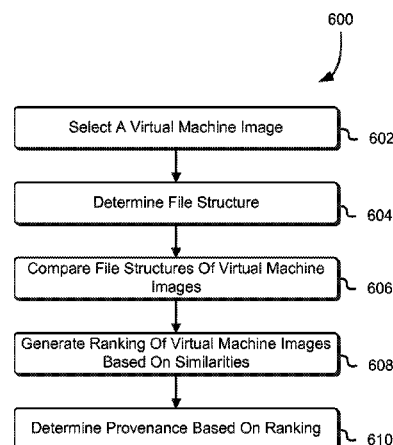 600
Select A Virtual Machine Image
602
Determine File Structure
604
Compare File Structures Of Virtual Machine
Images
606
Generate Ranking Of Virtual Machine Images
Based On Similarities
608
Determine Provenance Based On Ranking
610